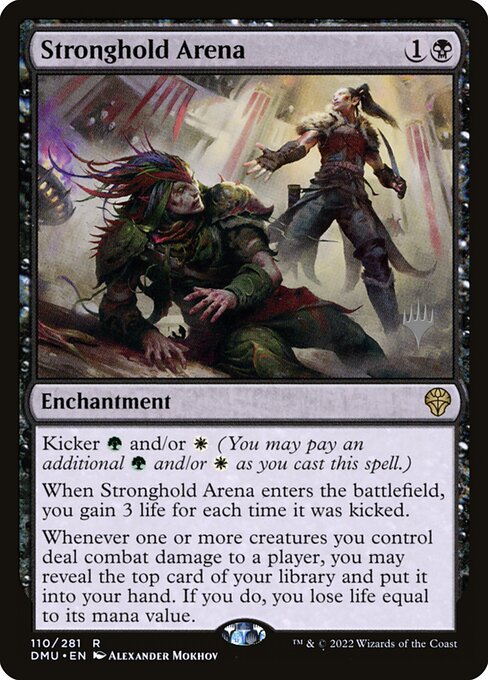 Stronghold Arena 1
Enchantment
Kicker and/or (You may pay an
additional and/or as you cast this spell.)
When Stronghold Arena enters the battlefield,
you gain 3 life for each time it was kicked.
Whenever one or more creatures you control
deal combat damage to a player, you may
reveal the top card of your library and put it
into your hand. If you do, you lose life equal
to its mana value.
110/281 R
DMU • EN Alexander Mokhov
™ & © 2022 Wizards of the Coast